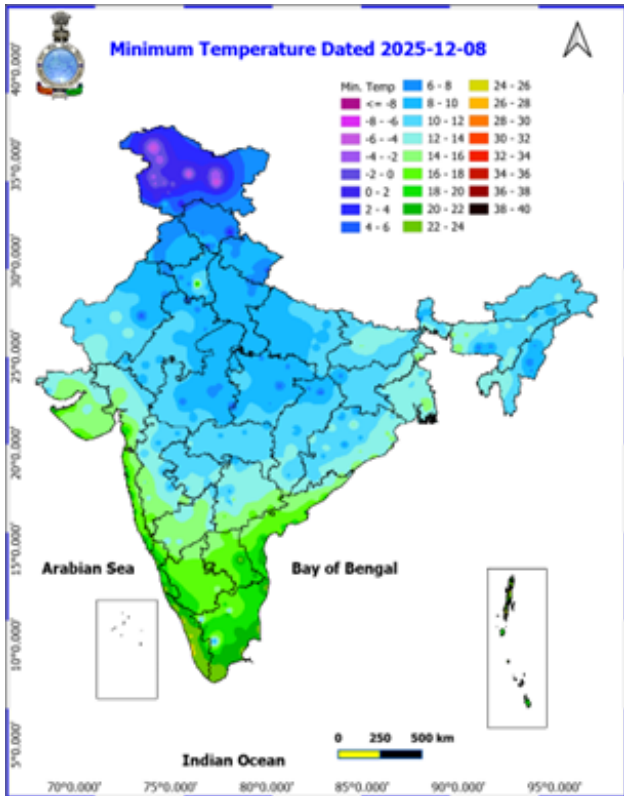 Minimum Temperature Dated 2025-12-08
Min. Temp
<= -8
-8 - -6
-6 - -4
-4 - -2
-2 - 0
0 - 2
2 - 4
4 - 6
6 - 8
8 - 10
10 - 12
12 - 14
14 - 16
16 - 18
18 - 20
20 - 22
22 - 24
24 - 26
26 - 28
28 - 30
30 - 32
32 - 34
34 - 36
36 - 38
38 - 40
40°0.000'
35°0.000'
30°0.000'
25°0.000'
20°0.000'
15°0.000'
10°0.000'
5°0.000'
Arabian Sea
Bay of Bengal
0 250 500 km
Indian Ocean
70°0.000' 75°0.000' 80°0.000' 85°0.000' 90°0.000' 95°0.000'